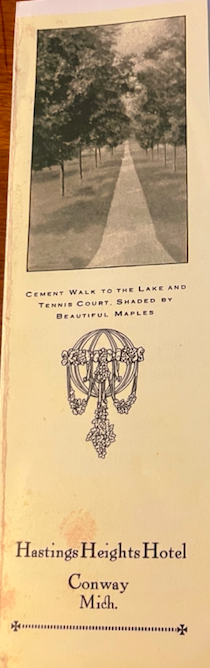 Cement Walk to the Lake and
Tennis Court. Shaded by
Beautiful Maples
Hastings Heights Hotel
Conway
Mich.